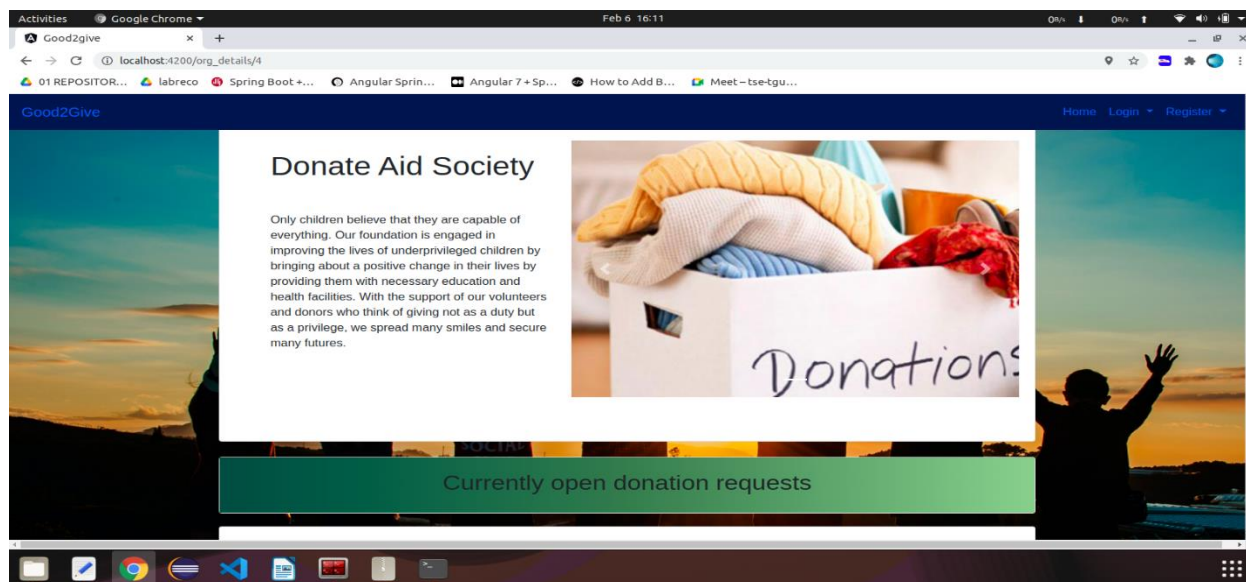 Activities Google Chrome Feb 6 16:11 0B/s 0B/s
Good2give
localhost:4200/org_details/4
01 REPOSITOR... labreco Spring Boot +... Angular Sprin... Angular 7 + Sp... How to Add B... Meet – tse-tgu...
Good2Give Home Login Register
Donate Aid Society
Only children believe that they are capable of
everything. Our foundation is engaged in
improving the lives of underprivileged children by
bringing about a positive change in their lives by
providing them with necessary education and
health facilities. With the support of our volunteers
and donors who think of giving not as a duty but
as a privilege, we spread many smiles and secure
many futures.
Donations
SOCIAL
Currently open donation requests